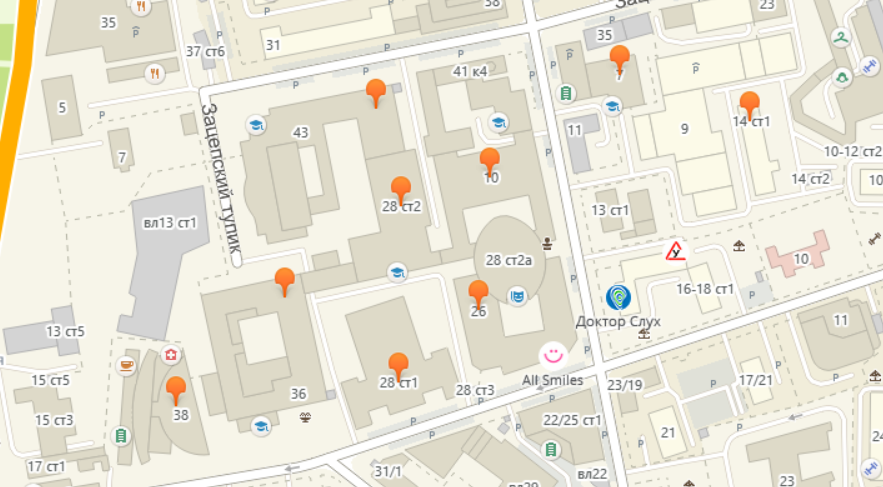 38
23
35
Зац
35
31
37 ст6
41 к4
7
5
14 ст1
43
11
9
Зацепский тупик
7
10-12 ст2
10
14 ст2
10
28 ст2
13 ст1
вл13 ст1
28 ст2а
10
У
16-18 ст1
26
Доктор Слух
11
13 ст5
All Smiles
15 ст5
28 ст1
23/19
17/21
36
28 ст3
38
15 ст3
22/25 ст1
21
24
17 ст1
31/1
вл22
23